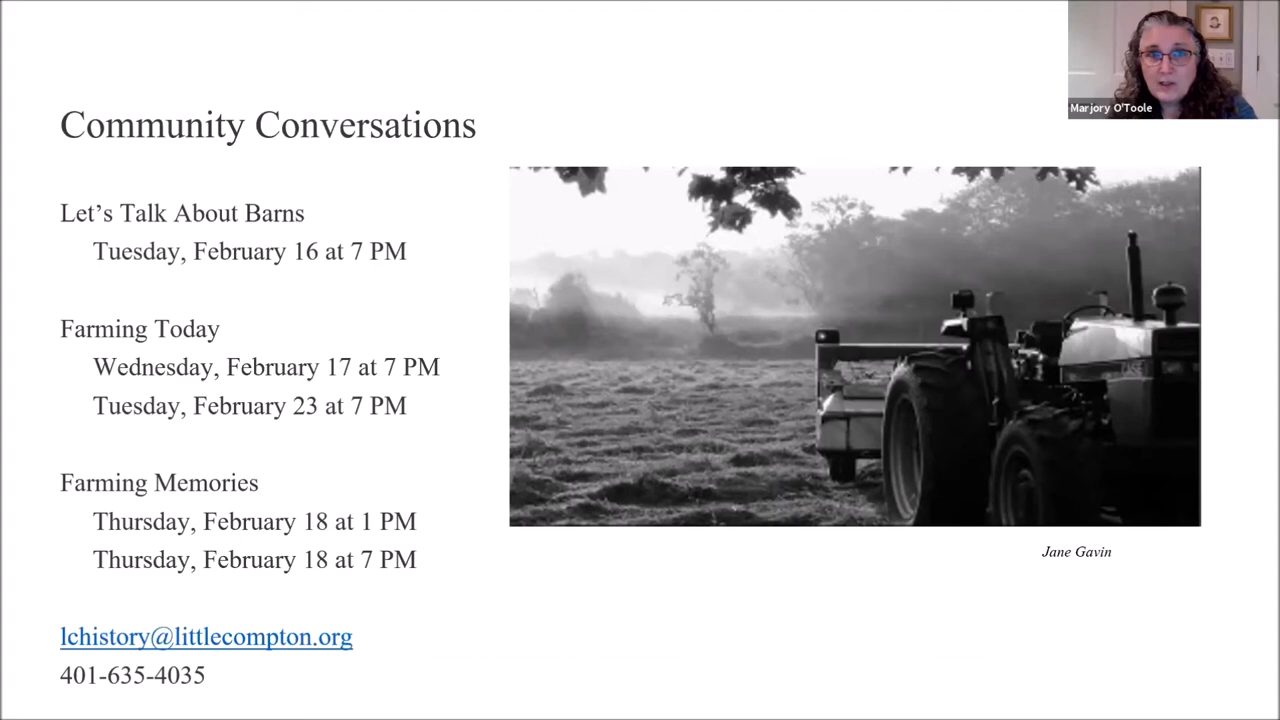 Marjory O'Toole
Community Conversations
Let’s Talk About Barns
Tuesday, February 16 at 7 PM
Farming Today
Wednesday, February 17 at 7 PM
Tuesday, February 23 at 7 PM
Farming Memories
Thursday, February 18 at 1 PM
Thursday, February 18 at 7 PM
lchistory@littlecompton.org
401-635-4035
CASE
Jane Gavin